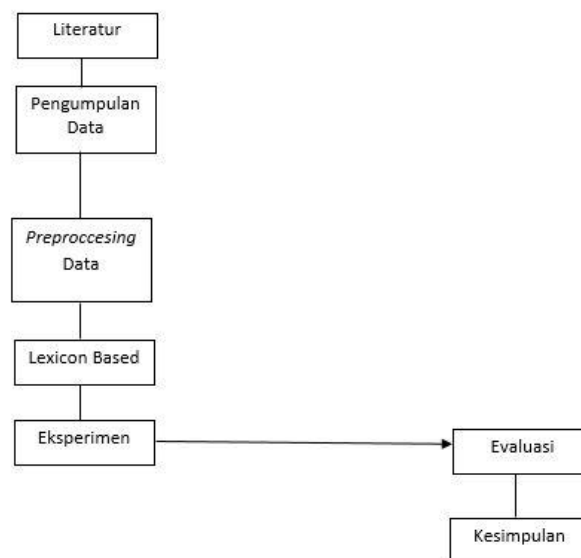 Literatur
Pengumpulan
Data
Preproccesing
Data
Lexicon Based
Eksperimen
Evaluasi
Kesimpulan